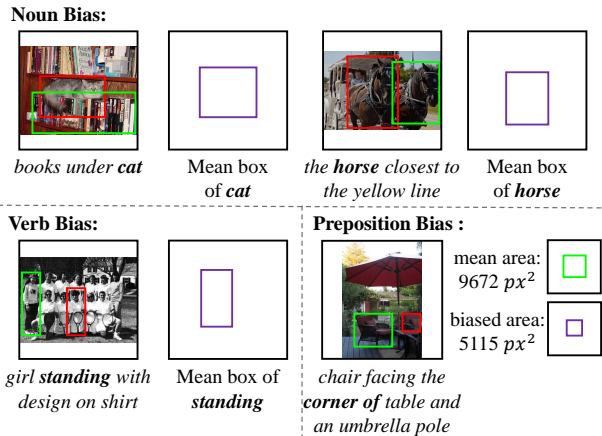 Noun Bias:
books under cat
Mean box
of cat
the horse closest to
the yellow line
Mean box
of horse
Verb Bias:
girl standing with
design on shirt
Mean box of
standing
Preposition Bias :
chair facing the
corner of table and
an umbrella pole
mean area:
9672 px²
biased area:
5115 px²